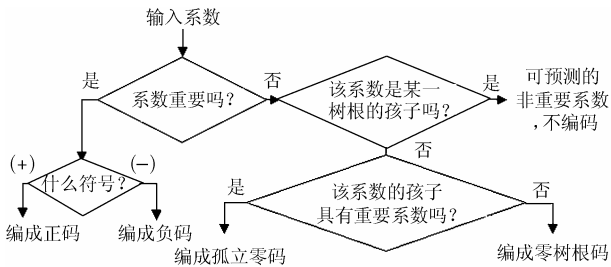 输入系数
是
系数重要吗?
否
该系数是某一
树根的孩子吗?
是
可预测的
非重要系数
,不编码
(+)
什么符号?
(—)
否
是
该系数的孩子
具有重要系数吗?
否
编成正码
编成负码
编成孤立零码
编成零树根码